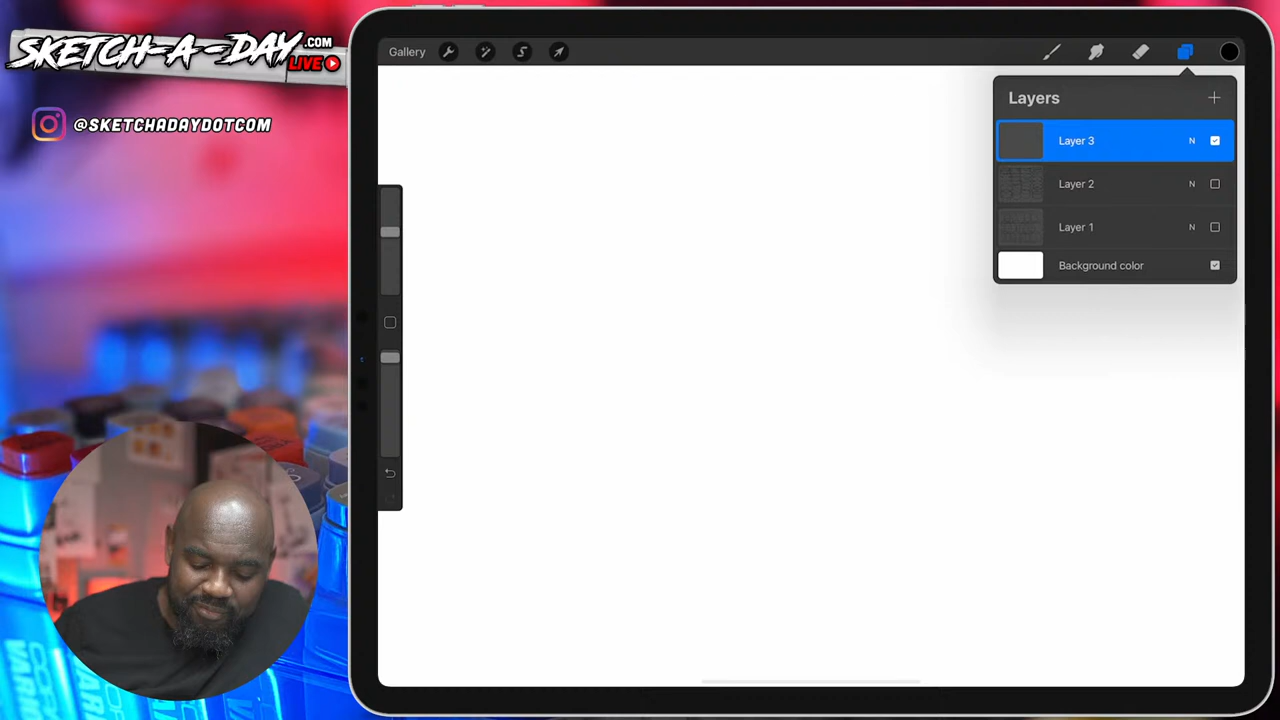 SKETCH-A-DAY.COM
LIVE
@SKETCHADAYDOTCOM
Gallery
Layers
Layer 3 N
Layer 2 N
Layer 1 N
Background color